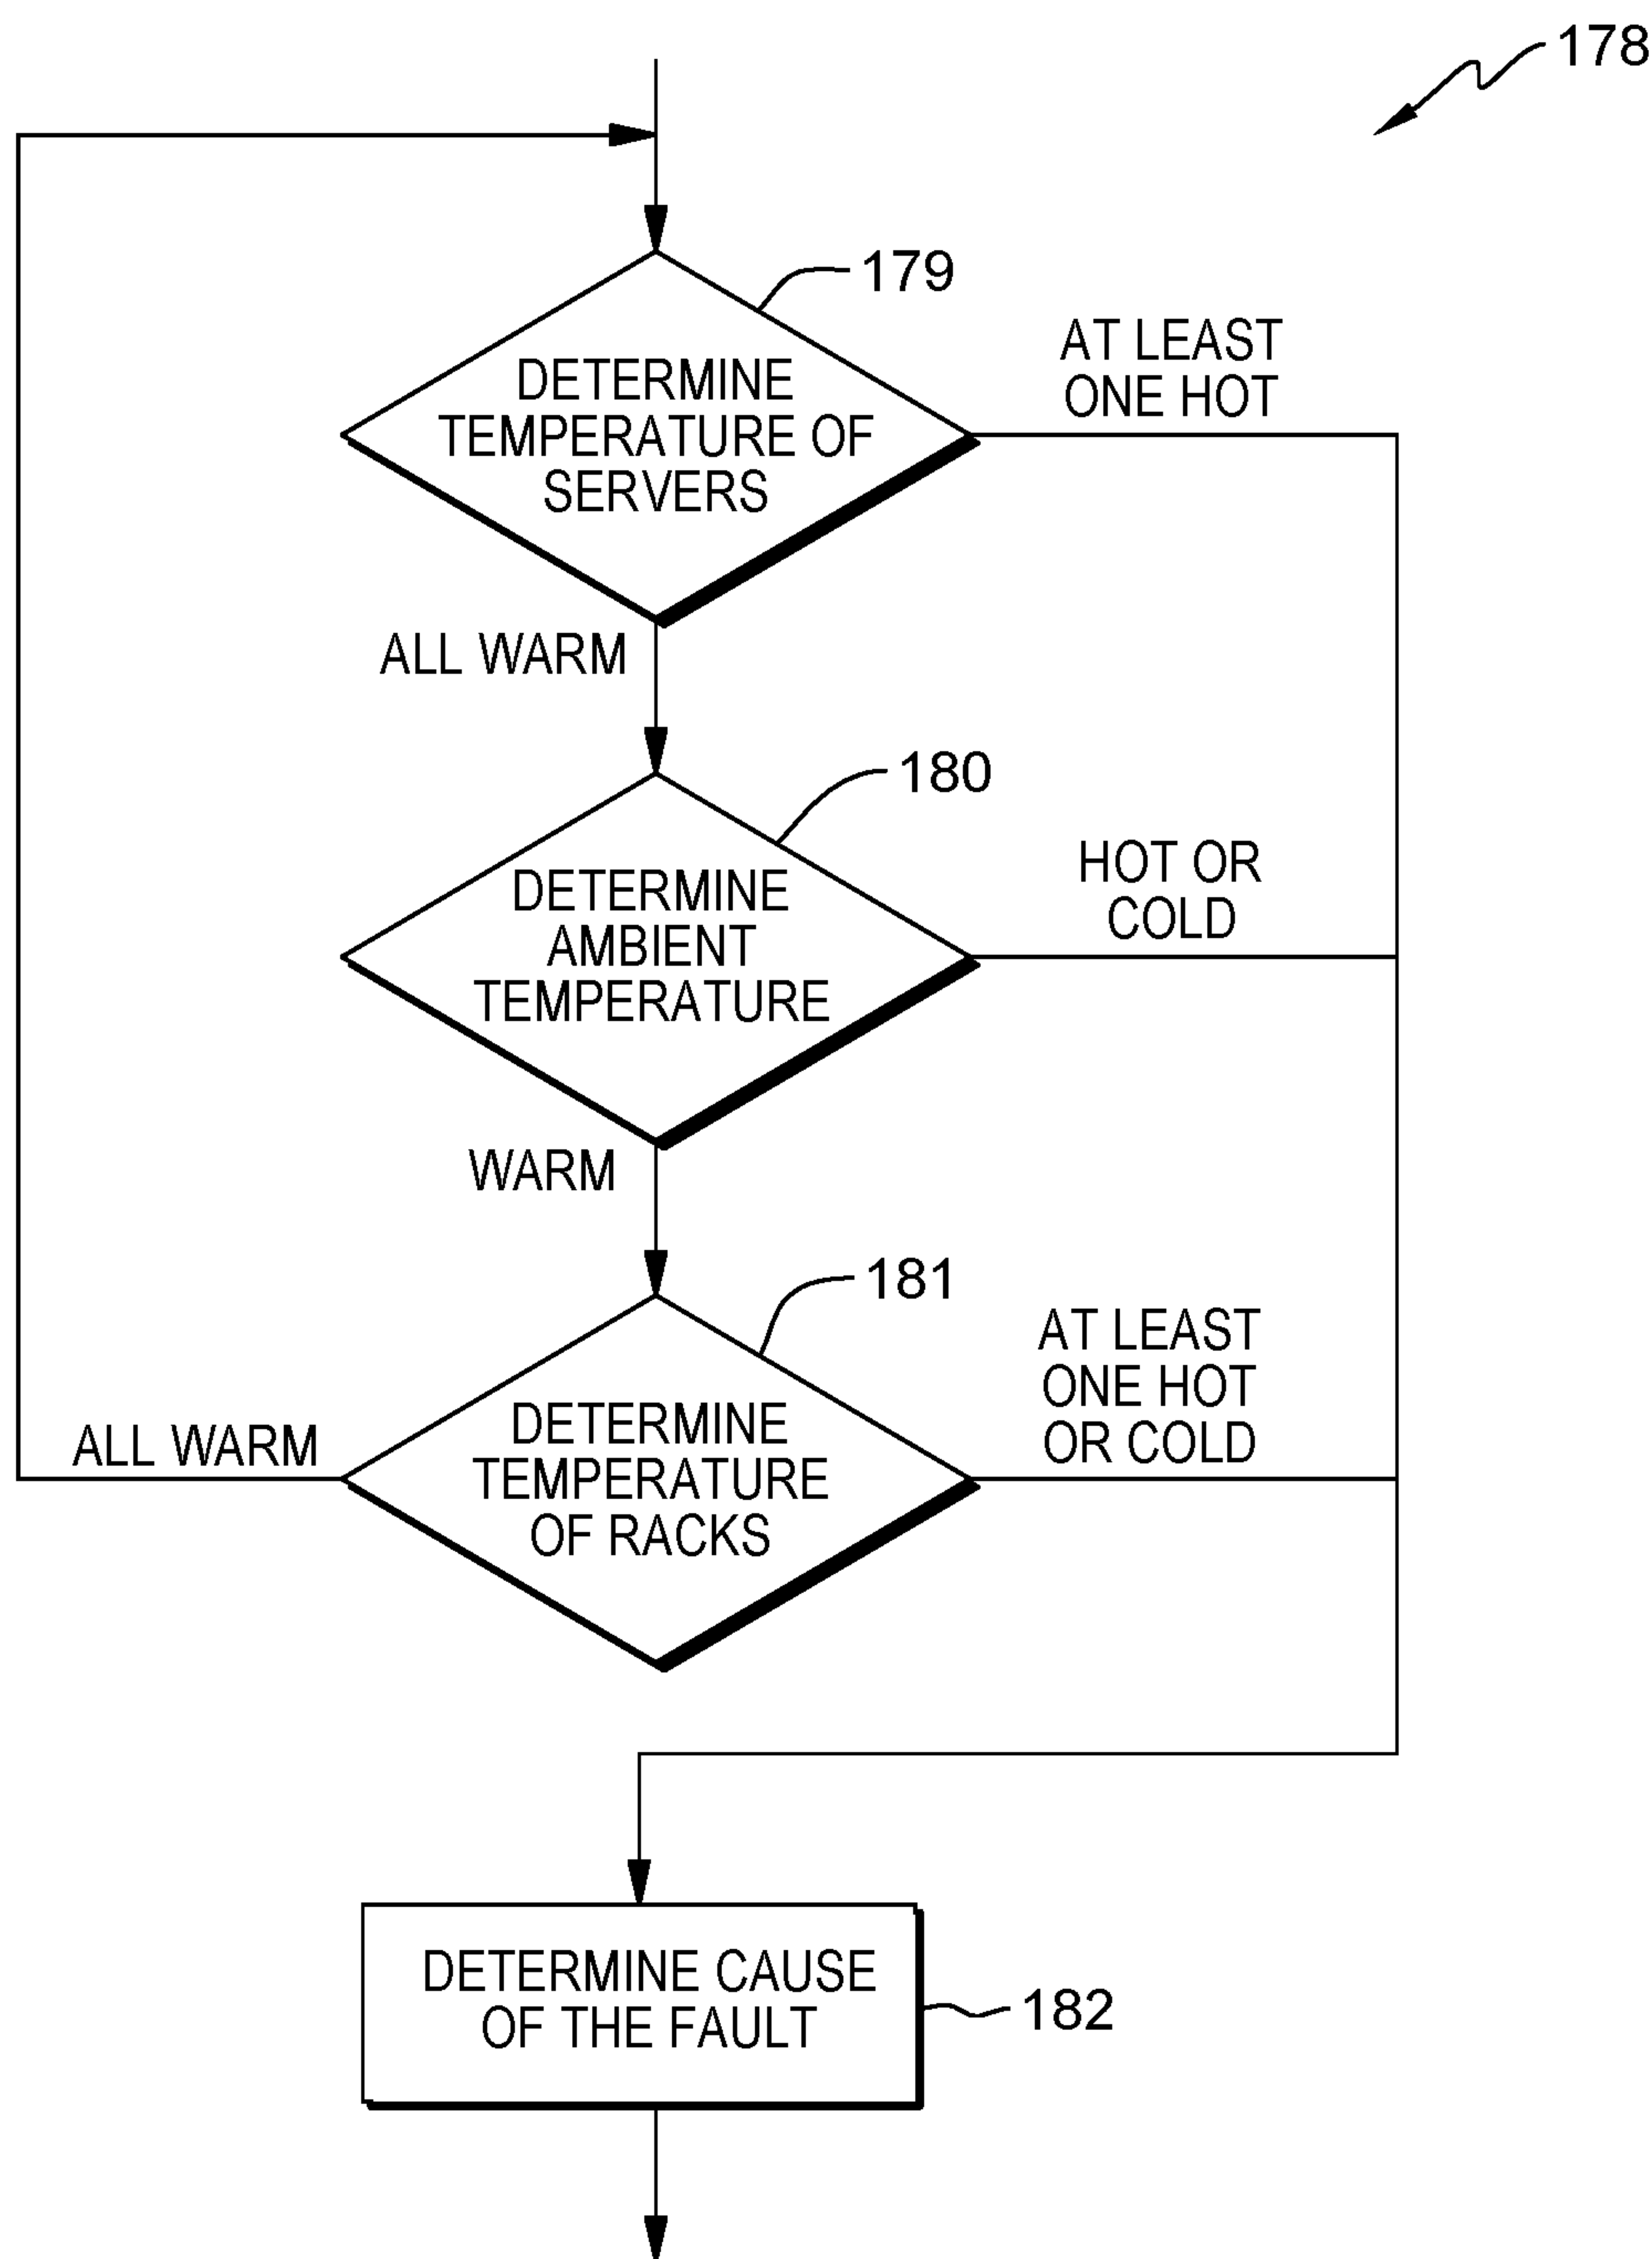 178
179
DETERMINE
TEMPERATURE OF
SERVERS
AT LEAST
ONE HOT
ALL WARM
180
DETERMINE
AMBIENT
TEMPERATURE
HOT OR
COLD
WARM
181
DETERMINE
TEMPERATURE
OF RACKS
AT LEAST
ONE HOT
OR COLD
ALL WARM
DETERMINE CAUSE
OF THE FAULT
182